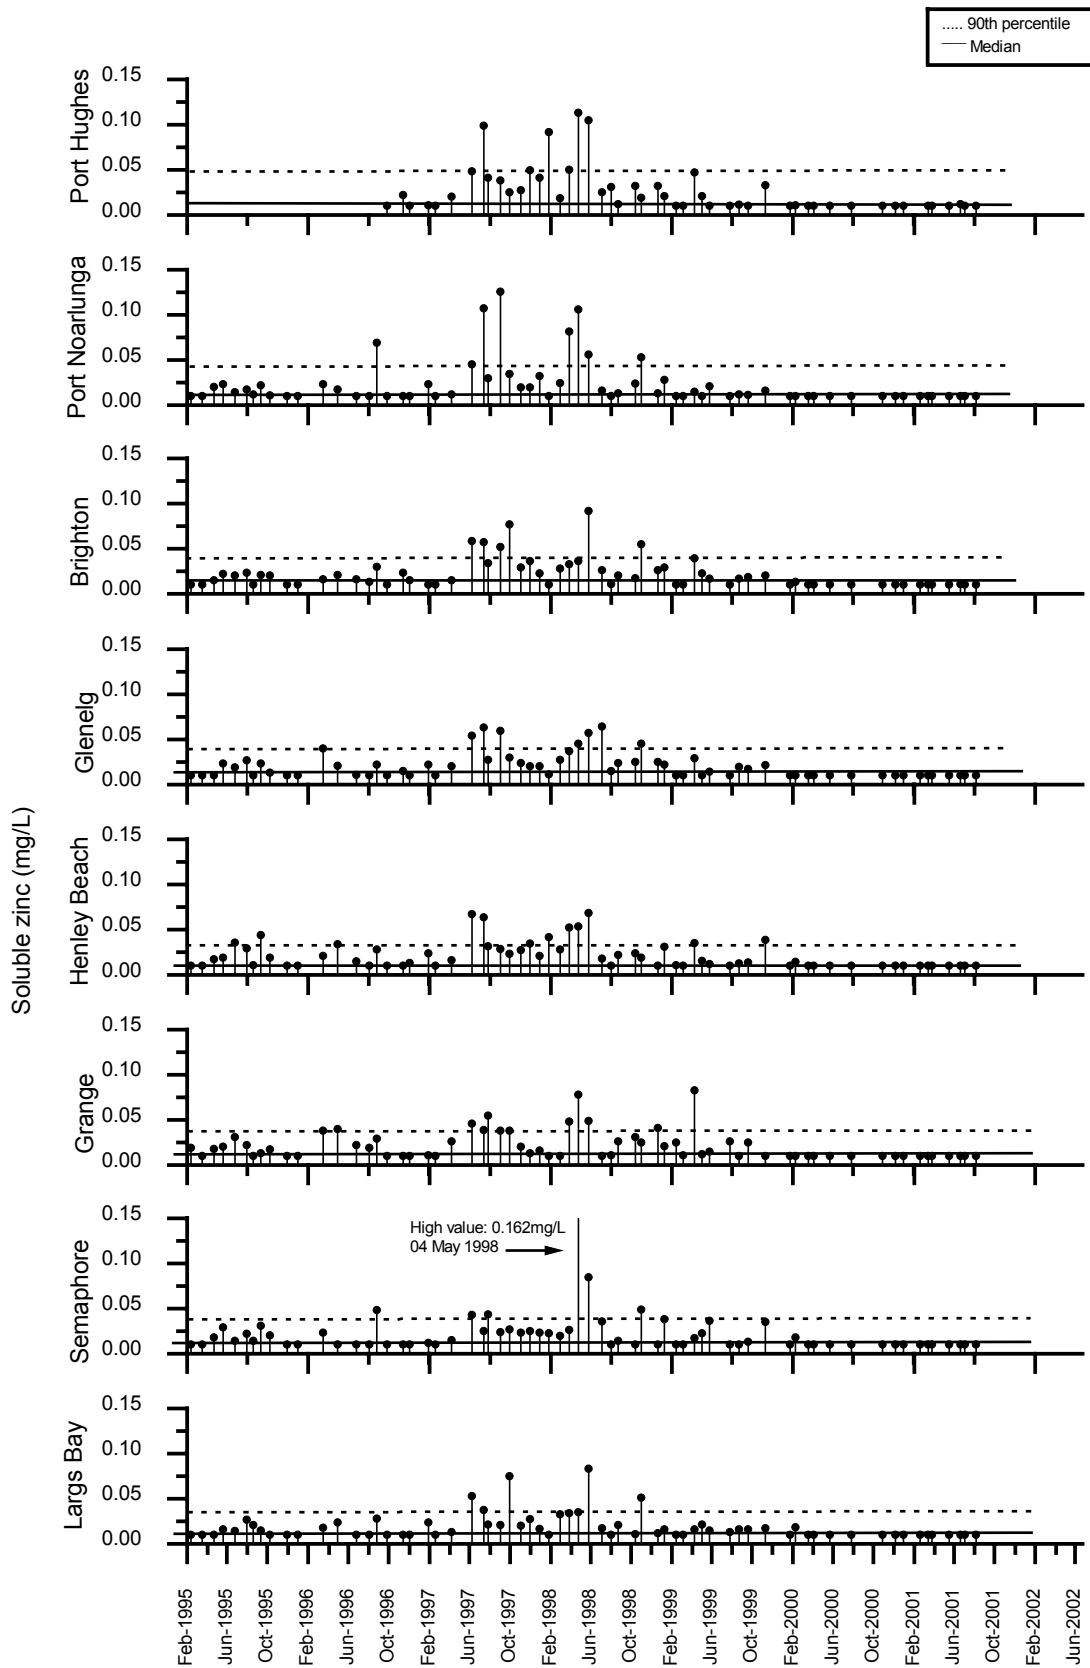 ..... 90th percentile
— Median
Soluble zinc (mg/L)
Port Hughes
0.15
0.10
0.05
0.00
Port Noarlunga
0.15
0.10
0.05
0.00
Brighton
0.15
0.10
0.05
0.00
Glenelg
0.15
0.10
0.05
0.00
Henley Beach
0.15
0.10
0.05
0.00
Grange
0.15
0.10
0.05
0.00
Semaphore
0.15
0.10
0.05
0.00
High value: 0.162mg/L
04 May 1998
Largs Bay
0.15
0.10
0.05
0.00
Feb-1995
Jun-1995
Oct-1995
Feb-1996
Jun-1996
Oct-1996
Feb-1997
Jun-1997
Oct-1997
Feb-1998
Jun-1998
Oct-1998
Feb-1999
Jun-1999
Oct-1999
Feb-2000
Jun-2000
Oct-2000
Feb-2001
Jun-2001
Oct-2001
Feb-2002
Jun-2002